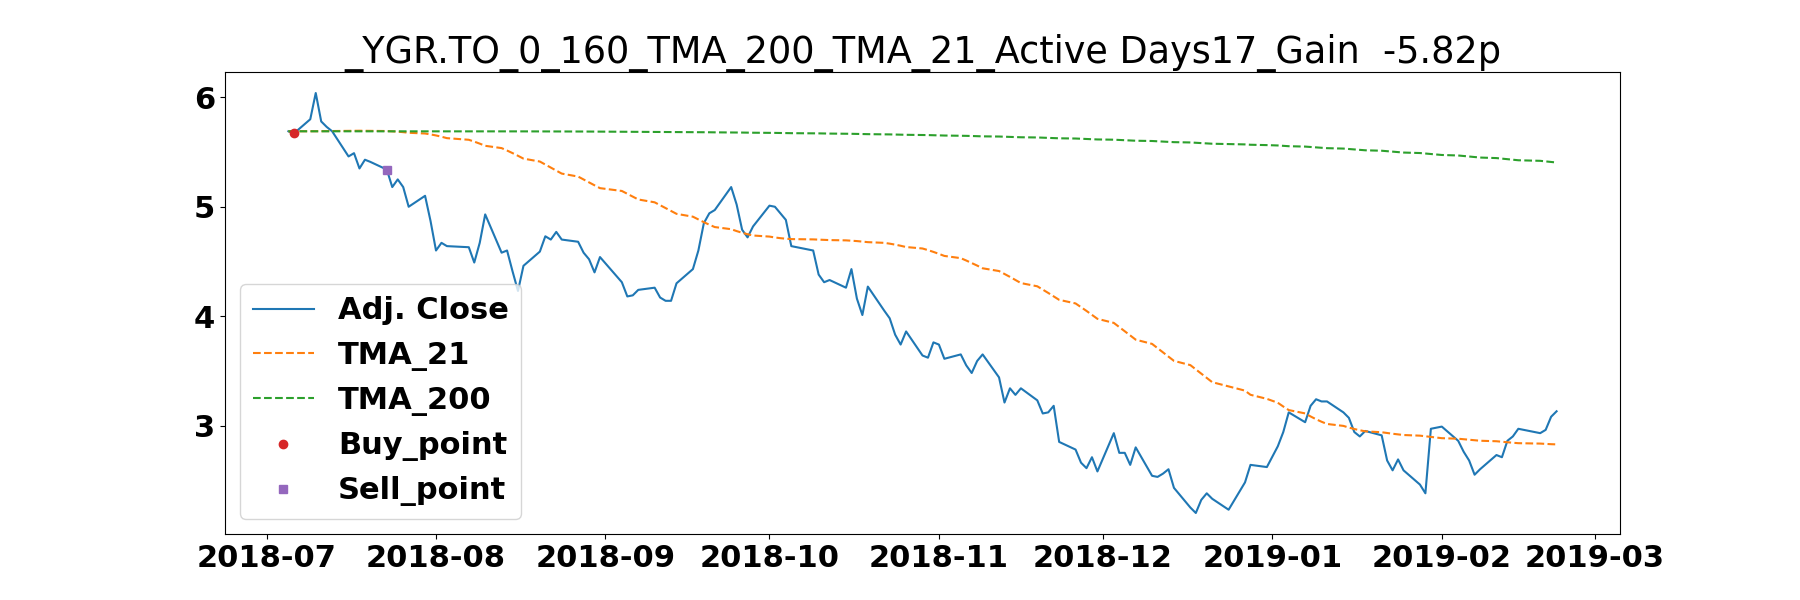 _YGR.TO_0_160_TMA_200_TMA_21_Active Days17_Gain  -5.82p
6
5
4
3
Adj. Close
TMA_21
TMA_200
Buy_point
Sell_point
2018-07 2018-08 2018-09 2018-10 2018-11 2018-12 2019-01 2019-02 2019-03